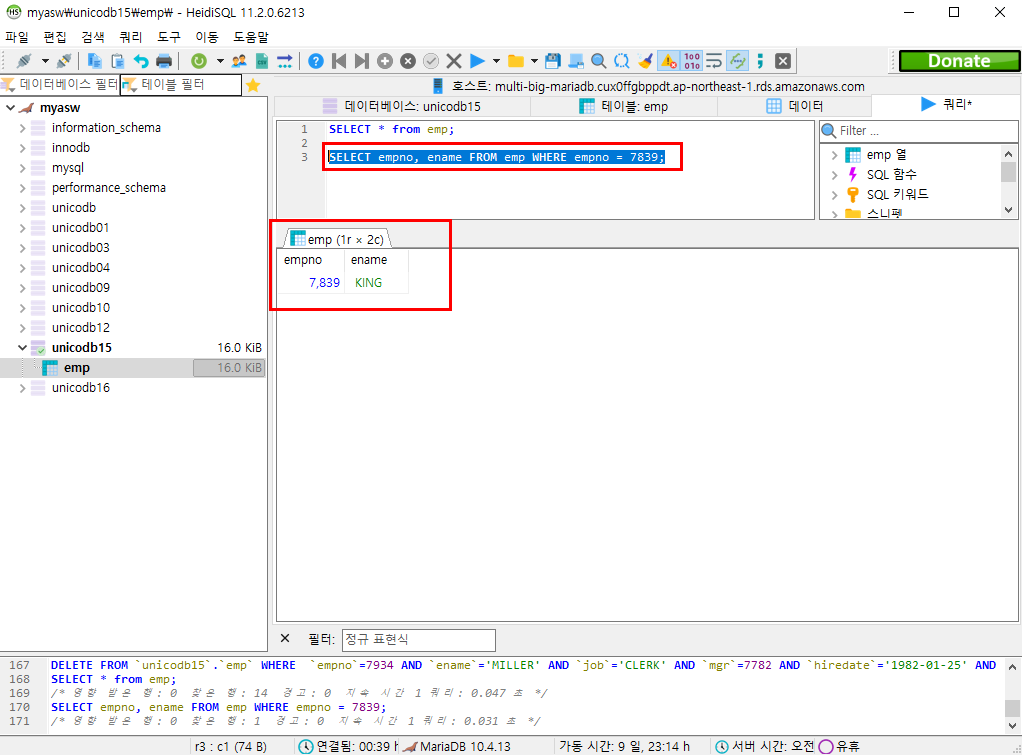 myasw₩unicodb15₩emp₩ - HeidiSQL 11.2.0.6213
파일 편집 검색 쿼리 도구 이동 도움말
Donate
데이터베이스 필터 테이블 필터
호스트: multi-big-mariadb.cux0ffgbppdt.ap-northeast-1.rds.amazonaws.com
데이터베이스: unicodb15 테이블: emp 데이터 쿼리*
myasw
information_schema
innodb
mysql
performance_schema
unicodb
unicodb01
unicodb03
unicodb04
unicodb09
unicodb10
unicodb12
unicodb15 16.0 KiB
emp 16.0 KiB
unicodb16
1 SELECT * from emp;
2
3 SELECT empno, ename FROM emp WHERE empno = 7839;
Filter ...
emp 열
SQL 함수
SQL 키워드
스니펫
emp (1r × 2c)
empno ename
7,839 KING
필터: 정규 표현식
167 DELETE FROM `unicodb15`.`emp` WHERE `empno`=7934 AND `ename`='MILLER' AND `job`='CLERK' AND `mgr`=7782 AND `hiredate`='1982-01-25' AND
168 SELECT * from emp;
169 /* 영향 받은 행: 0 찾은 행: 14 경고: 0 지속 시간 1 쿼리: 0.047 초 */
170 SELECT empno, ename FROM emp WHERE empno = 7839;
171 /* 영향 받은 행: 0 찾은 행: 1 경고: 0 지속 시간 1 쿼리: 0.031 초 */
r3 : c1 (74 B) 연결됨: 00:39 h MariaDB 10.4.13 가동 시간: 9 일, 23:14 h 서버 시간: 오전 유휴